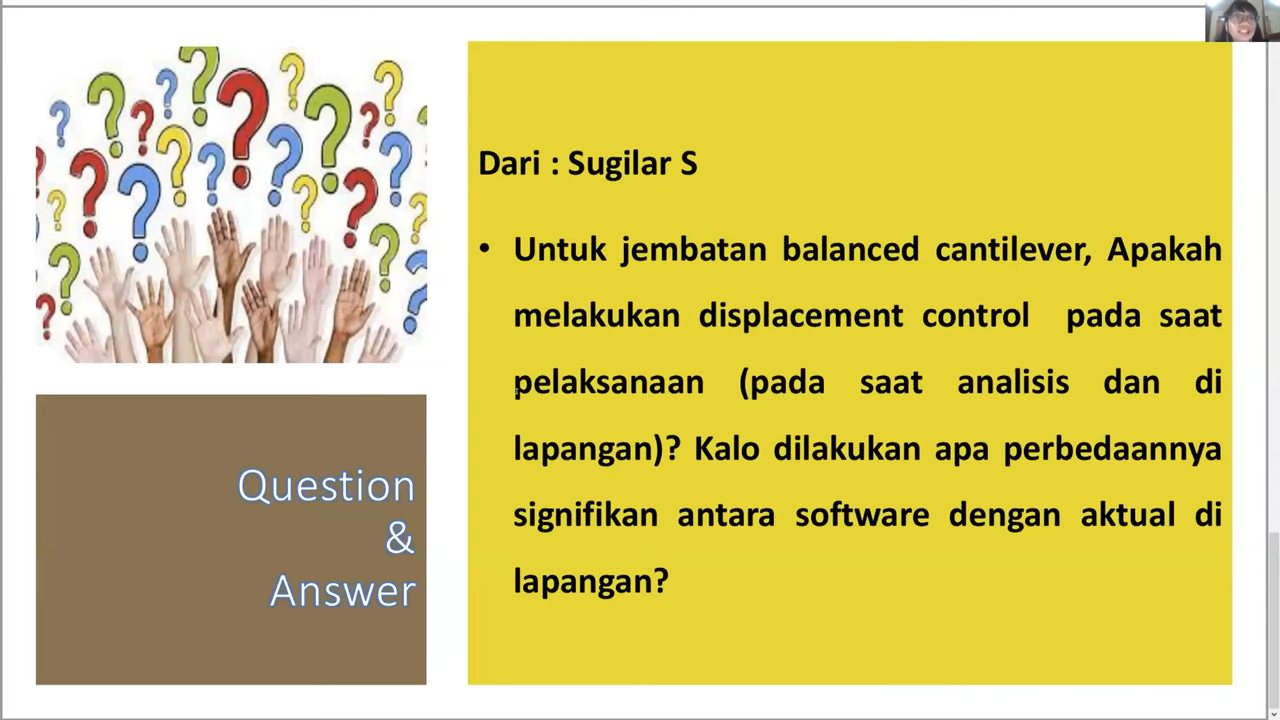 Dari : Sugilar S
• Untuk jembatan balanced cantilever, Apakah
melakukan displacement control pada saat
pelaksanaan (pada saat analisis dan di
lapangan)? Kalo dilakukan apa perbedaannya
signifikan antara software dengan aktual di
lapangan?
Question
&
Answer